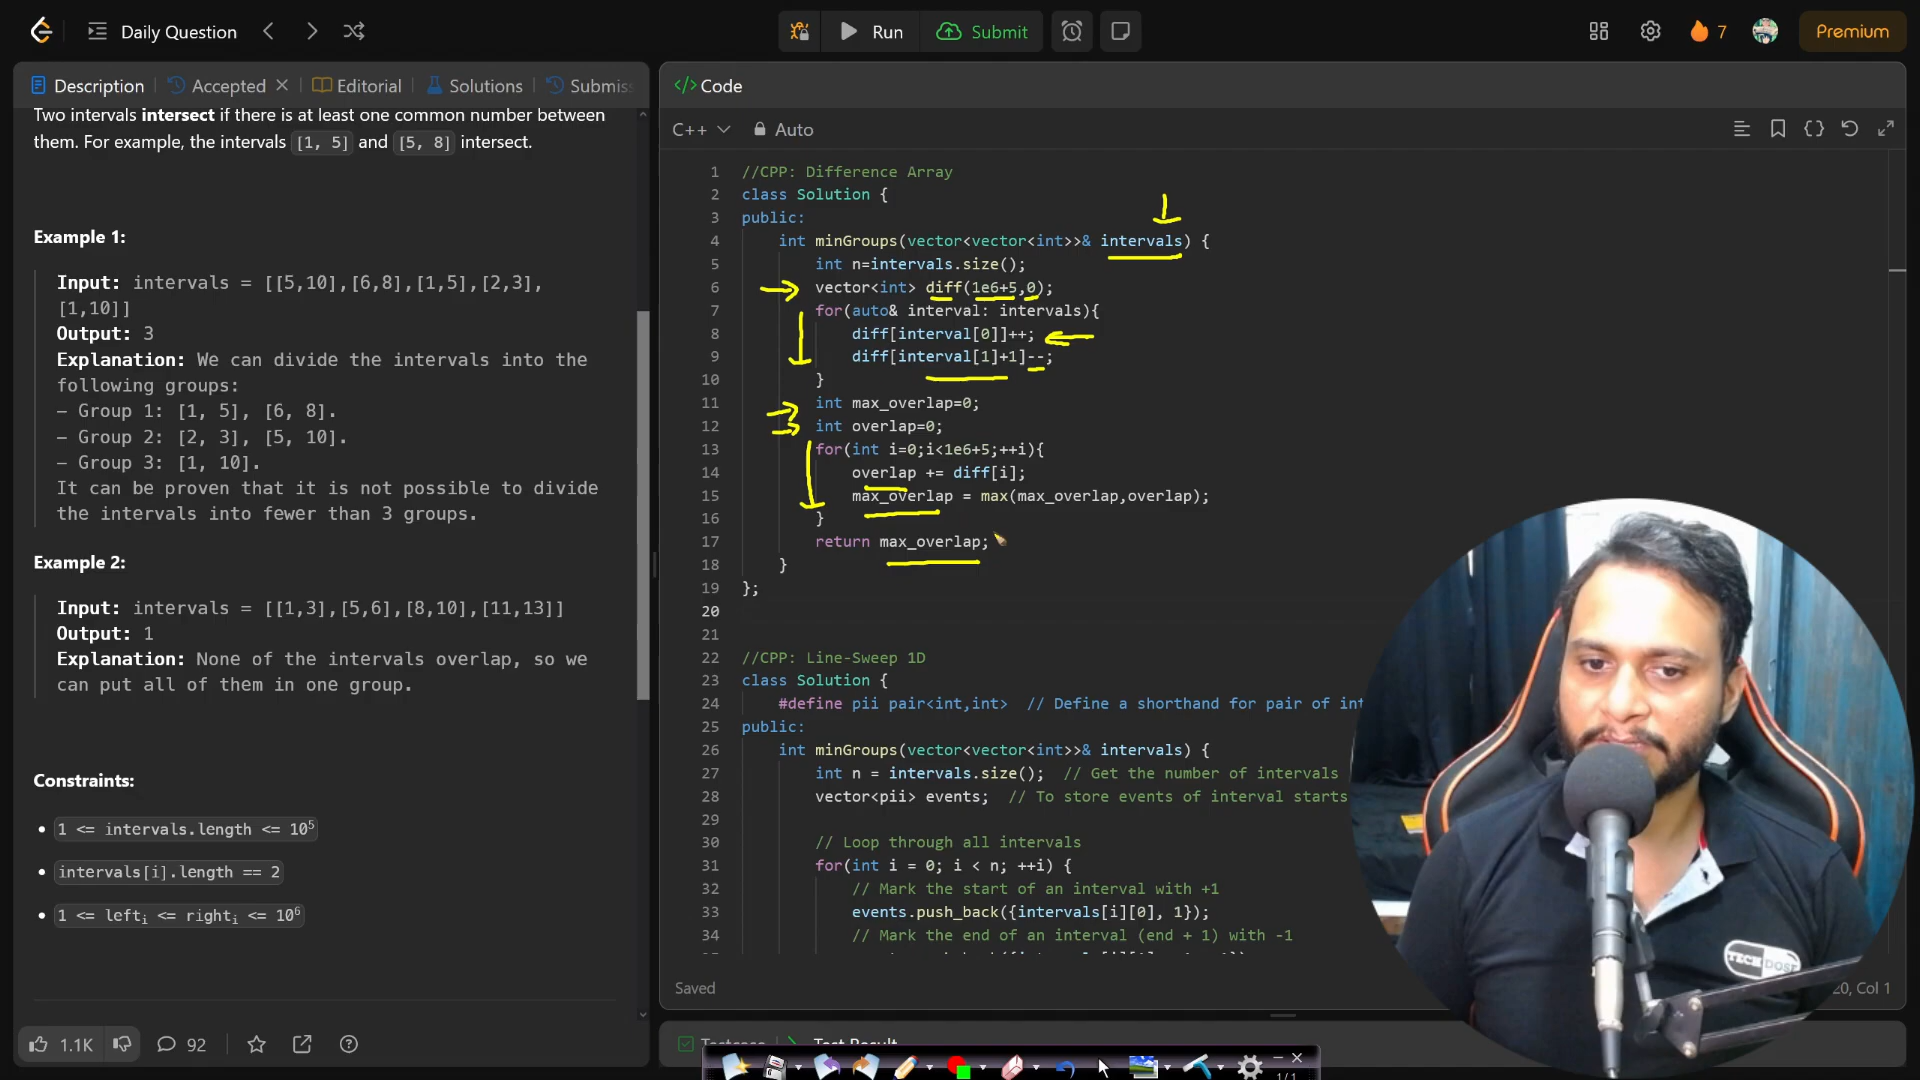 Daily Question
Run
Submit
7
Premium
Description
Accepted
Editorial
Solutions
Submis
Two intervals intersect if there is at least one common number between
them. For example, the intervals [1, 5] and [5, 8] intersect.
Example 1:
Input: intervals = [[5,10],[6,8],[1,5],[2,3],
[1,10]]
Output: 3
Explanation: We can divide the intervals into the
following groups:
– Group 1: [1, 5], [6, 8].
– Group 2: [2, 3], [5, 10].
– Group 3: [1, 10].
It can be proven that it is not possible to divide
the intervals into fewer than 3 groups.
Example 2:
Input: intervals = [[1,3],[5,6],[8,10],[11,13]]
Output: 1
Explanation: None of the intervals overlap, so we
can put all of them in one group.
Constraints:
• 1 <= intervals.length <= 10⁵
• intervals[i].length == 2
• 1 <= leftᵢ <= rightᵢ <= 10⁶
1.1K
92
</> Code
C++
Auto
1 //CPP: Difference Array
2 class Solution {
3 public:
4 int minGroups(vector<vector<int>>& intervals) {
5 int n=intervals.size();
6 vector<int> diff(1e6+5,0);
7 for(auto& interval: intervals){
8 diff[interval[0]]++;
9 diff[interval[1]+1]--;
10 }
11 int max_overlap=0;
12 int overlap=0;
13 for(int i=0;i<1e6+5;++i){
14 overlap += diff[i];
15 max_overlap = max(max_overlap,overlap);
16 }
17 return max_overlap;
18 }
19 };
20
21
22 //CPP: Line-Sweep 1D
23 class Solution {
24 #define pii pair<int,int> // Define a shorthand for pair of int
25 public:
26 int minGroups(vector<vector<int>>& intervals) {
27 int n = intervals.size(); // Get the number of intervals
28 vector<pii> events; // To store events of interval starts
29
30 // Loop through all intervals
31 for(int i = 0; i < n; ++i) {
32 // Mark the start of an interval with +1
33 events.push_back({intervals[i][0], 1});
34 // Mark the end of an interval (end + 1) with -1
Saved
20, Col 1
Test Result
1/1
TECH DOSE